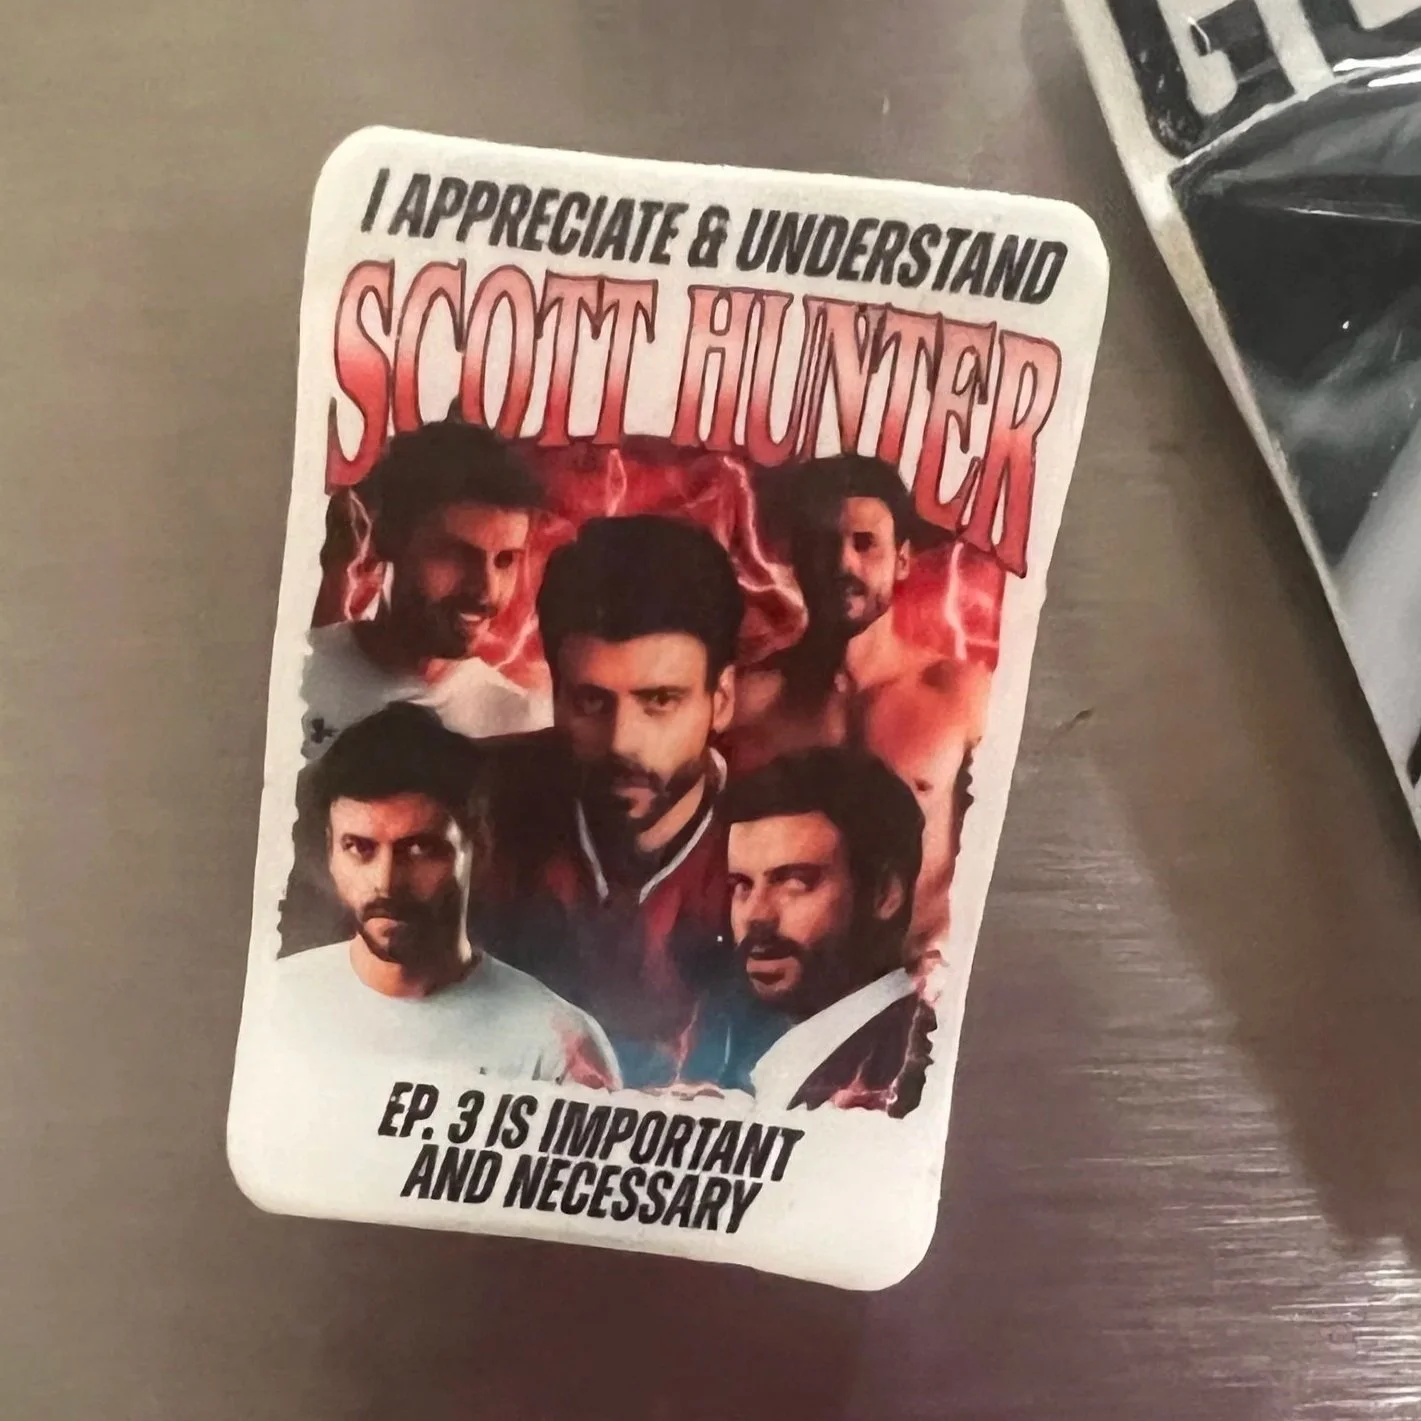 I APPRECIATE & UNDERSTAND
SCOTT HUNTER
EP. 3 IS IMPORTANT
AND NECESSARY